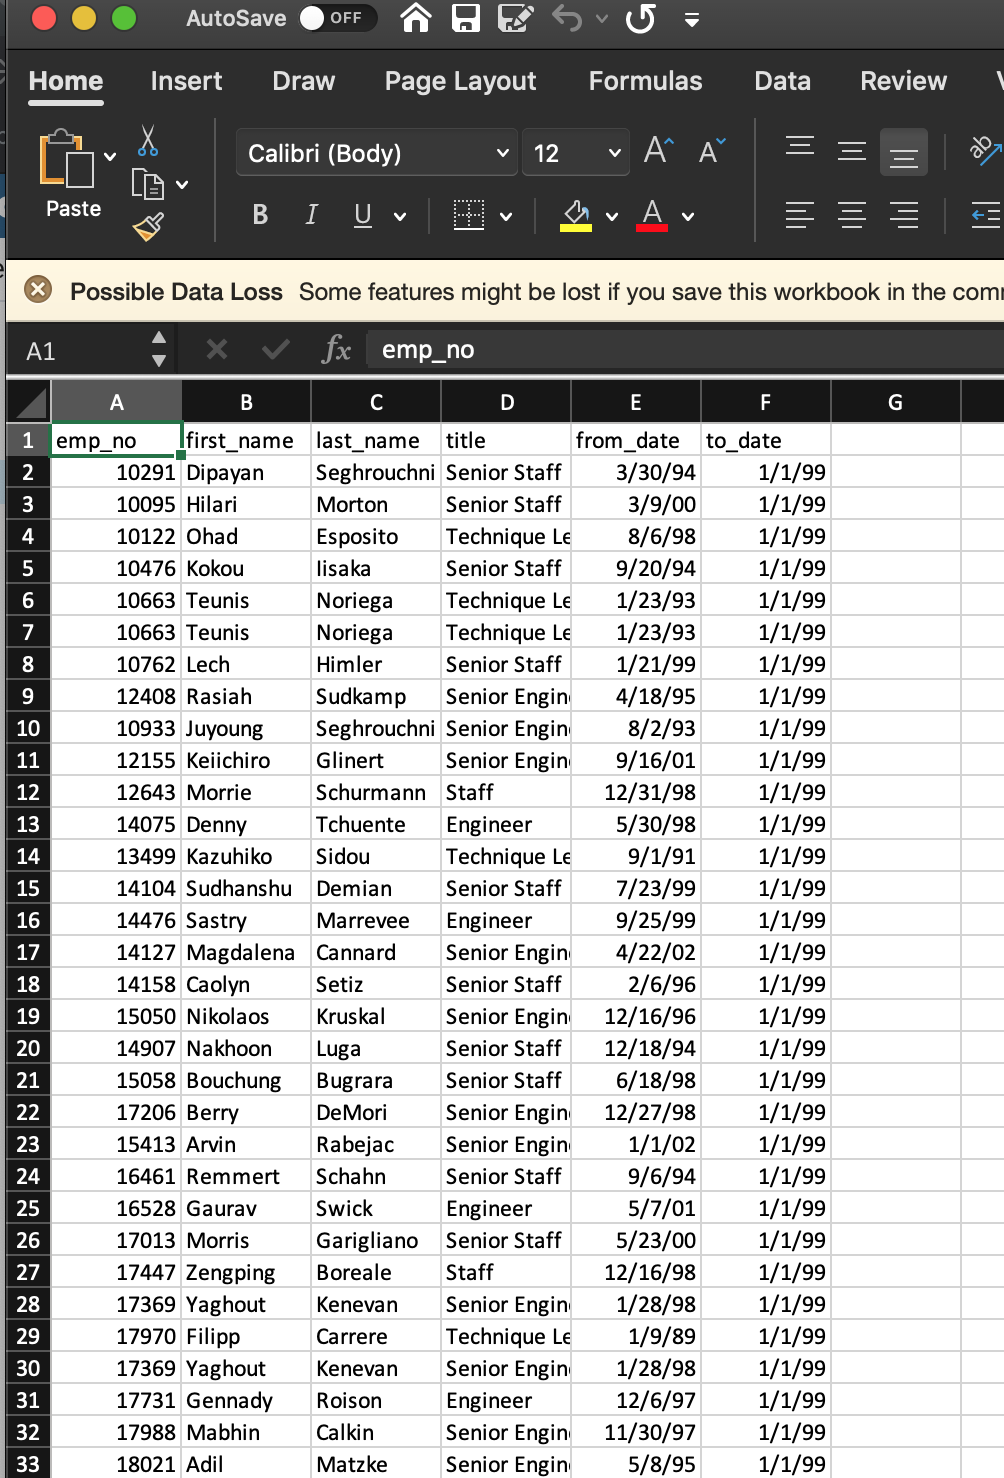 AutoSave OFF
Home Insert Draw Page Layout Formulas Data Review
Paste Calibri (Body) 12 A A ab
B I U A
Possible Data Loss Some features might be lost if you save this workbook in the
A1 fx emp_no
A B C D E F G
1 emp_no first_name last_name title from_date to_date
2 10291 Dipayan Seghrouchni Senior Staff 3/30/94 1/1/99
3 10095 Hilari Morton Senior Staff 3/9/00 1/1/99
4 10122 Ohad Esposito Technique Le 8/6/98 1/1/99
5 10476 Kokou Iisaka Senior Staff 9/20/94 1/1/99
6 10663 Teunis Noriega Technique Le 1/23/93 1/1/99
7 10663 Teunis Noriega Technique Le 1/23/93 1/1/99
8 10762 Lech Himler Senior Staff 1/21/99 1/1/99
9 12408 Rasiah Sudkamp Senior Engin 4/18/95 1/1/99
10 10933 Juyoung Seghrouchni Senior Engin 8/2/93 1/1/99
11 12155 Keiichiro Glinert Senior Engin 9/16/01 1/1/99
12 12643 Morrie Schurmann Staff 12/31/98 1/1/99
13 14075 Denny Tchuente Engineer 5/30/98 1/1/99
14 13499 Kazuhiko Sidou Technique Le 9/1/91 1/1/99
15 14104 Sudhanshu Demian Senior Staff 7/23/99 1/1/99
16 14476 Sastry Marrevee Engineer 9/25/99 1/1/99
17 14127 Magdalena Cannard Senior Engin 4/22/02 1/1/99
18 14158 Caolyn Setiz Senior Staff 2/6/96 1/1/99
19 15050 Nikolaos Kruskal Senior Engin 12/16/96 1/1/99
20 14907 Nakhoon Luga Senior Staff 12/18/94 1/1/99
21 15058 Bouchung Bugrara Senior Staff 6/18/98 1/1/99
22 17206 Berry DeMori Senior Engin 12/27/98 1/1/99
23 15413 Arvin Rabejac Senior Engin 1/1/02 1/1/99
24 16461 Remmert Schahn Senior Staff 9/6/94 1/1/99
25 16528 Gaurav Swick Engineer 5/7/01 1/1/99
26 17013 Morris Garigliano Senior Staff 5/23/00 1/1/99
27 17447 Zengping Boreale Staff 12/16/98 1/1/99
28 17369 Yaghout Kenevan Senior Engin 1/28/98 1/1/99
29 17970 Filipp Carrere Technique Le 1/9/89 1/1/99
30 17369 Yaghout Kenevan Senior Engin 1/28/98 1/1/99
31 17731 Gennady Roison Engineer 12/6/97 1/1/99
32 17988 Mabhin Calkin Senior Engin 11/30/97 1/1/99
33 18021 Adil Matzke Senior Engin 5/8/95 1/1/99